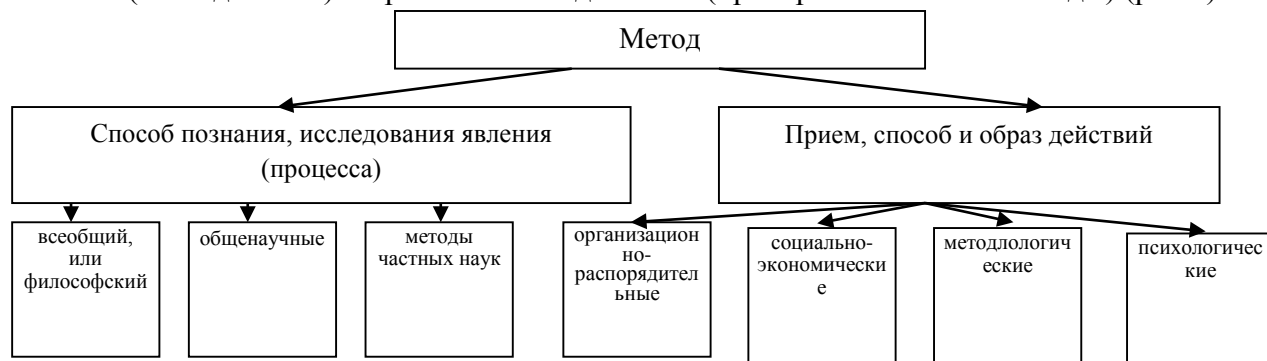 Метод
Способ познания, исследования явления
(процесса)
Прием, способ и образ действий
всеобщий,
или
философский
общенаучные
методы
частных наук
организацион
но-
распорядител
ьные
социально-
экономически
е
методлологич
еские
психологичес
кие